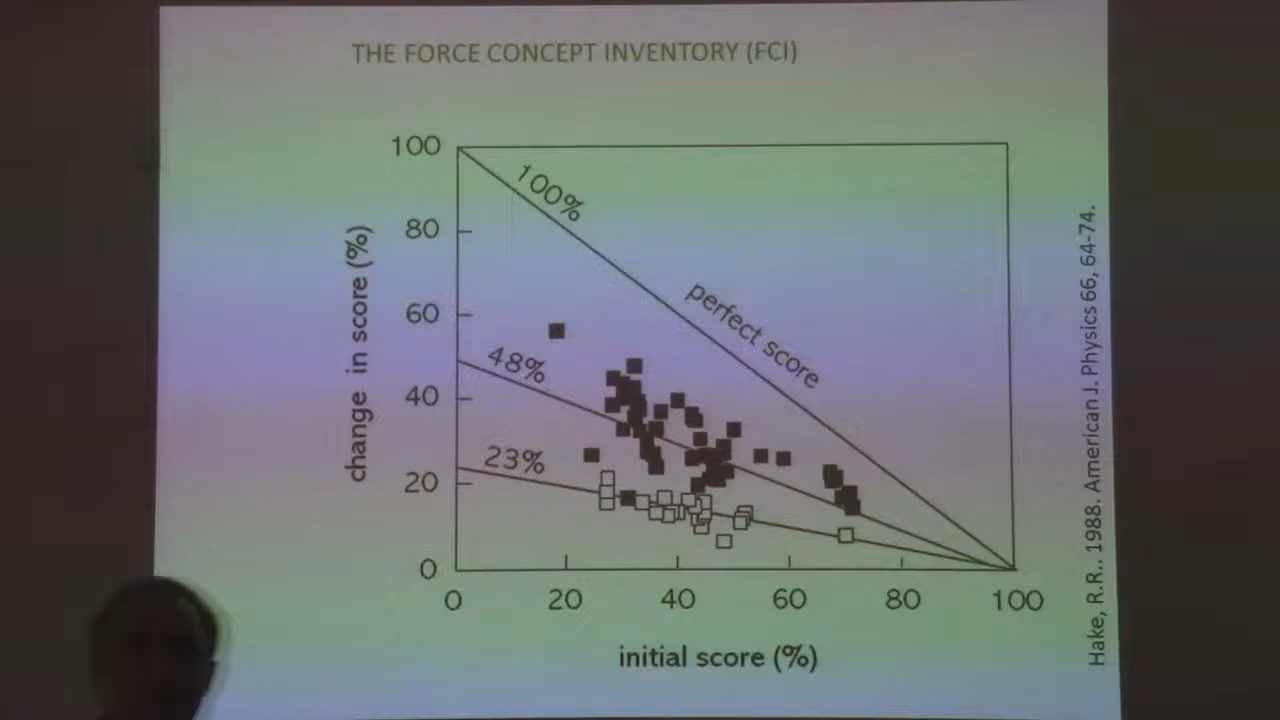 THE FORCE CONCEPT INVENTORY (FCI)
100
80
60
40
20
0
change in score (%)
100%
perfect score
48%
23%
0 20 40 60 80 100
initial score (%)
Hake, R.R.. 1988. American J. Physics 66, 64-74.